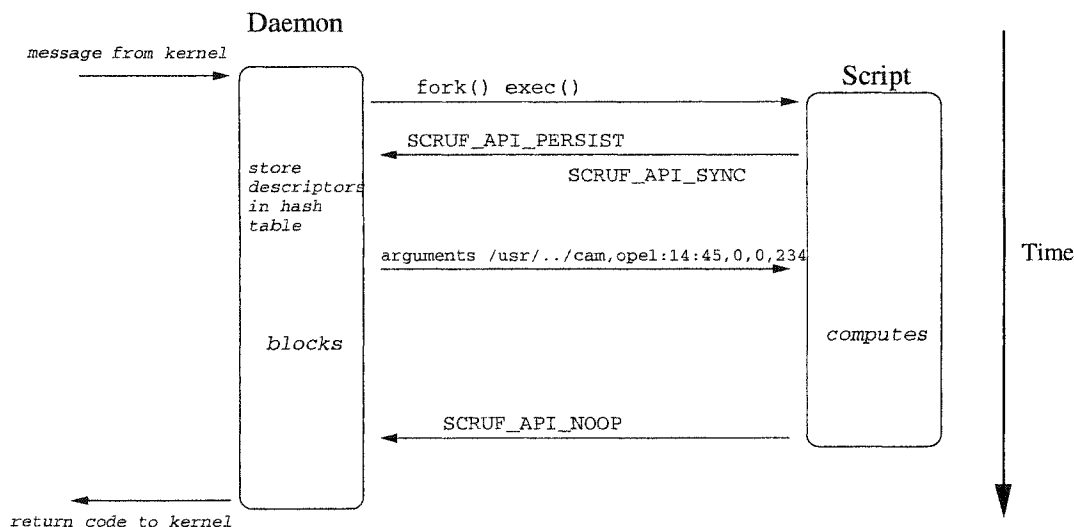 Daemon
message from kernel
Script
fork() exec()
SCRUF_API_PERSIST
SCRUF_API_SYNC
store
descriptors
in hash
table
arguments /usr/../cam,ope1:14:45,0,0,234
Time
blocks
computes
SCRUF_API_NOOP
return code to kernel